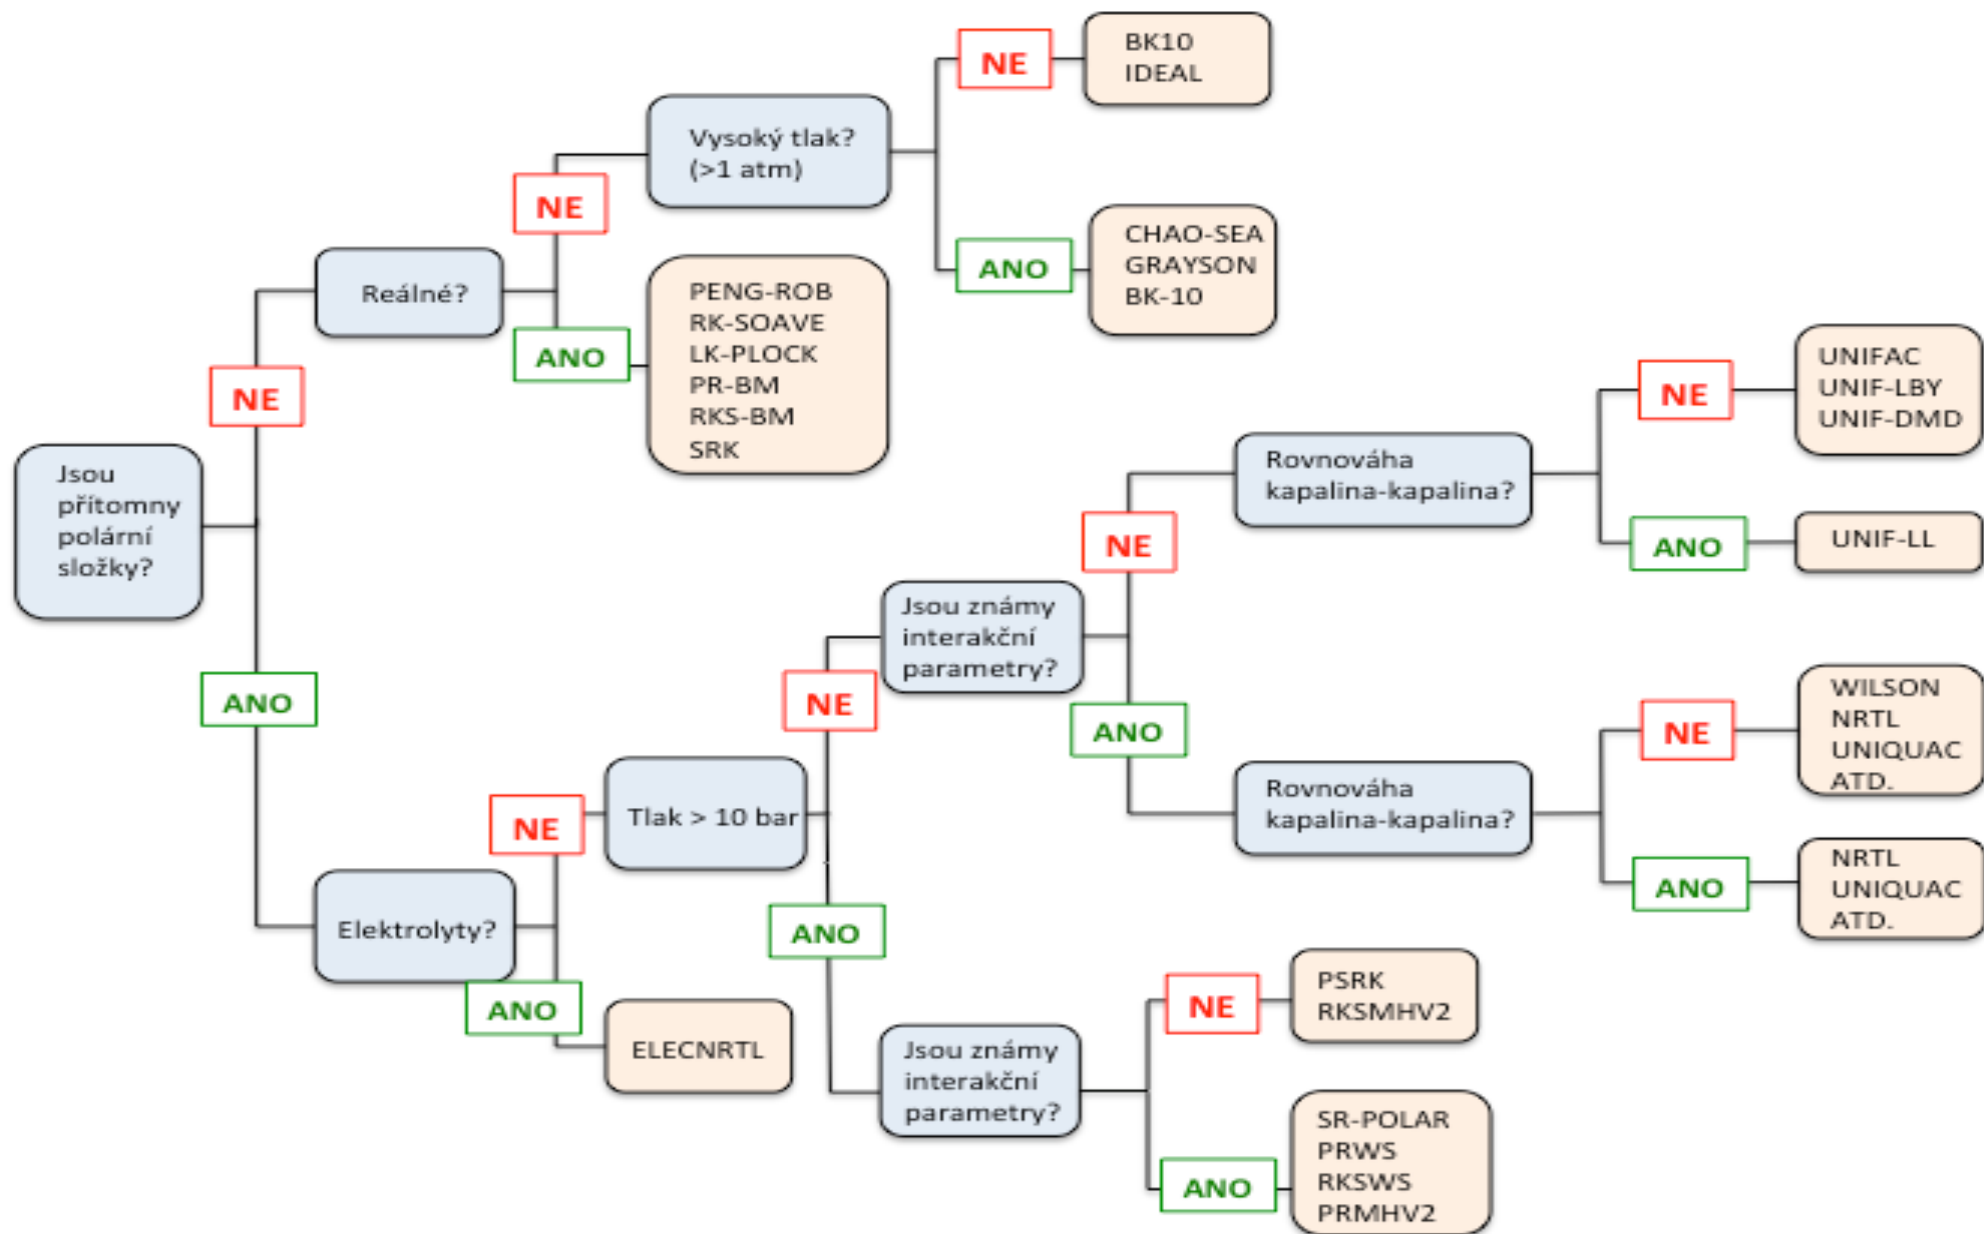 Jsou
přítomny
polární
složky?
NE
Reálné?
NE
Vysoký tlak?
(>1 atm)
NE
BK10
IDEAL
ANO
CHAO-SEA
GRAYSON
BK-10
ANO
PENG-ROB
RK-SOAVE
LK-PLOCK
PR-BM
RKS-BM
SRK
ANO
Elektrolyty?
NE
Tlak > 10 bar
NE
Jsou známy
interakční
parametry?
NE
Rovnováha
kapalina-kapalina?
NE
UNIFAC
UNIF-LBY
UNIF-DMD
ANO
UNIF-LL
ANO
Rovnováha
kapalina-kapalina?
NE
WILSON
NRTL
UNIQUAC
ATD.
ANO
NRTL
UNIQUAC
ATD.
ANO
Jsou známy
interakční
parametry?
NE
PSRK
RKSMHV2
ANO
SR-POLAR
PRWS
RKSWS
PRMHV2
ANO
ELECNRTL